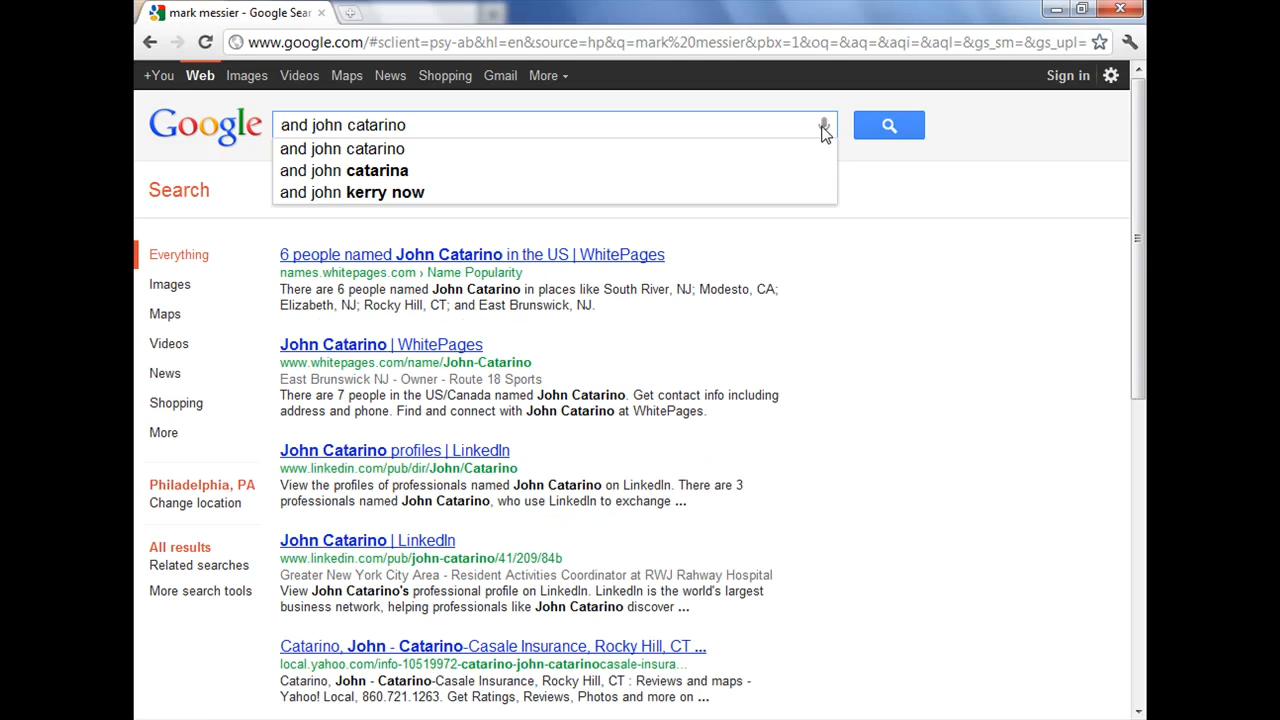 mark messier - Google Sear
www.google.com/#sclient=psy-ab&hl=en&source=hp&q=mark%20messier&pbx=1&oq=&aq=&aqi=&aql=&gs_sm=&gs_upl=
+You Web Images Videos Maps News Shopping Gmail More Sign in
Google and john catarino
and john catarino
and john catarina
and john kerry now
Search
Everything
Images
Maps
Videos
News
Shopping
More
Philadelphia, PA
Change location
All results
Related searches
More search tools
6 people named John Catarino in the US | WhitePages
names.whitepages.com › Name Popularity
There are 6 people named John Catarino in places like South River, NJ; Modesto, CA;
Elizabeth, NJ; Rocky Hill, CT; and East Brunswick, NJ.
John Catarino | WhitePages
www.whitepages.com/name/John-Catarino
East Brunswick NJ - Owner - Route 18 Sports
There are 7 people in the US/Canada named John Catarino. Get contact info including
address and phone. Find and connect with John Catarino at WhitePages.
John Catarino profiles | LinkedIn
www.linkedin.com/pub/dir/John/Catarino
View the profiles of professionals named John Catarino on LinkedIn. There are 3
professionals named John Catarino, who use LinkedIn to exchange ...
John Catarino | LinkedIn
www.linkedin.com/pub/john-catarino/41/209/84b
Greater New York City Area - Resident Activities Coordinator at RWJ Rahway Hospital
View John Catarino's professional profile on LinkedIn. LinkedIn is the world's largest
business network, helping professionals like John Catarino discover ...
Catarino, John - Catarino-Casale Insurance, Rocky Hill, CT ...
local.yahoo.com/info-10519972-catarino-john-catarinocasale-insura...
Catarino, John - Catarino-Casale Insurance, Rocky Hill, CT : Reviews and maps -
Yahoo! Local, 860.721.1263. Get Ratings, Reviews, Photos and more on ...